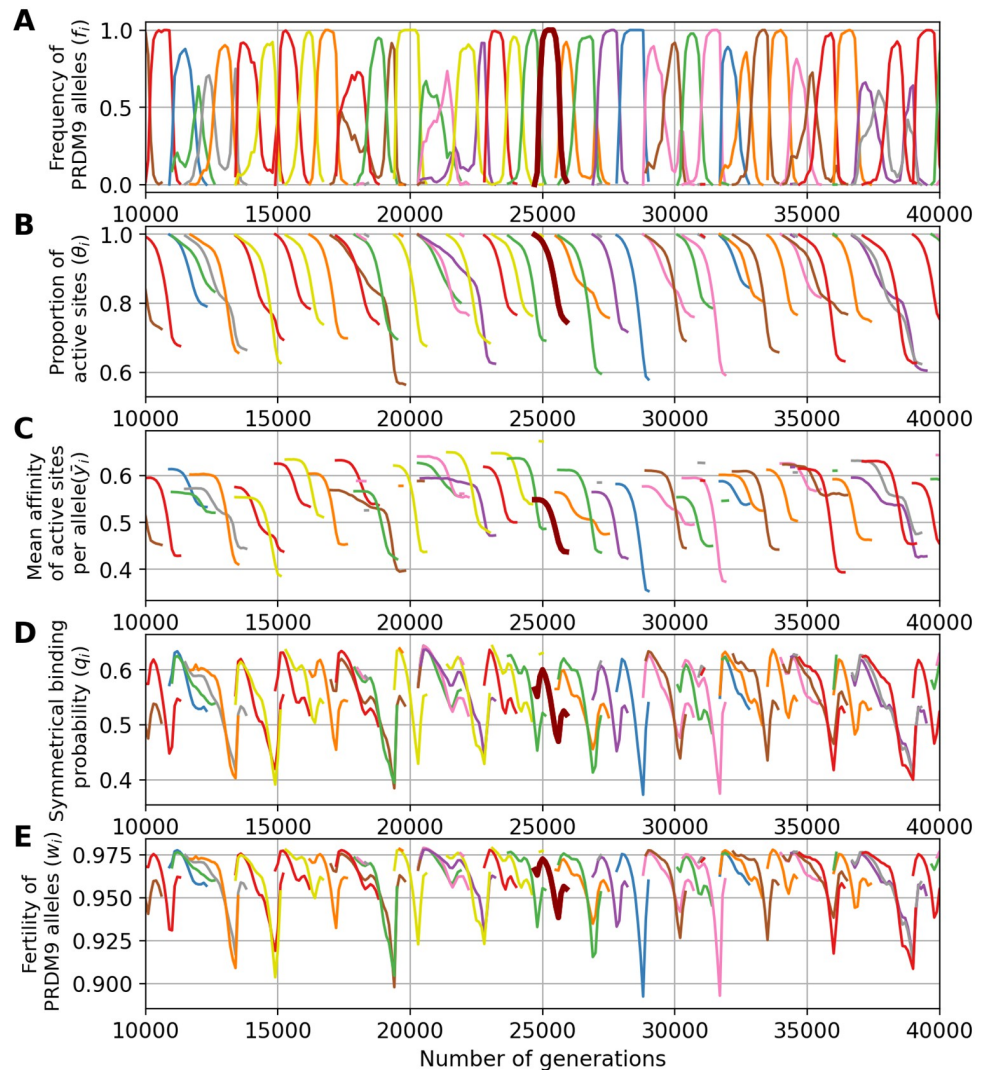 A
Frequency of
PRDM9 alleles (fᵢ)
1.0
0.5
0.0
10000 15000 20000 25000 30000 35000 40000
B
Proportion of
active sites (θᵢ)
1.0
0.8
0.6
10000 15000 20000 25000 30000 35000 40000
C
Mean affinity
of active sites
per allele(ȳᵢ)
0.6
0.5
0.4
10000 15000 20000 25000 30000 35000 40000
D
Symmetrical binding
probability (qᵢ)
0.6
0.5
0.4
10000 15000 20000 25000 30000 35000 40000
E
Fertility of
PRDM9 alleles (wᵢ)
0.975
0.950
0.925
0.900
10000 15000 20000 25000 30000 35000 40000
Number of generations